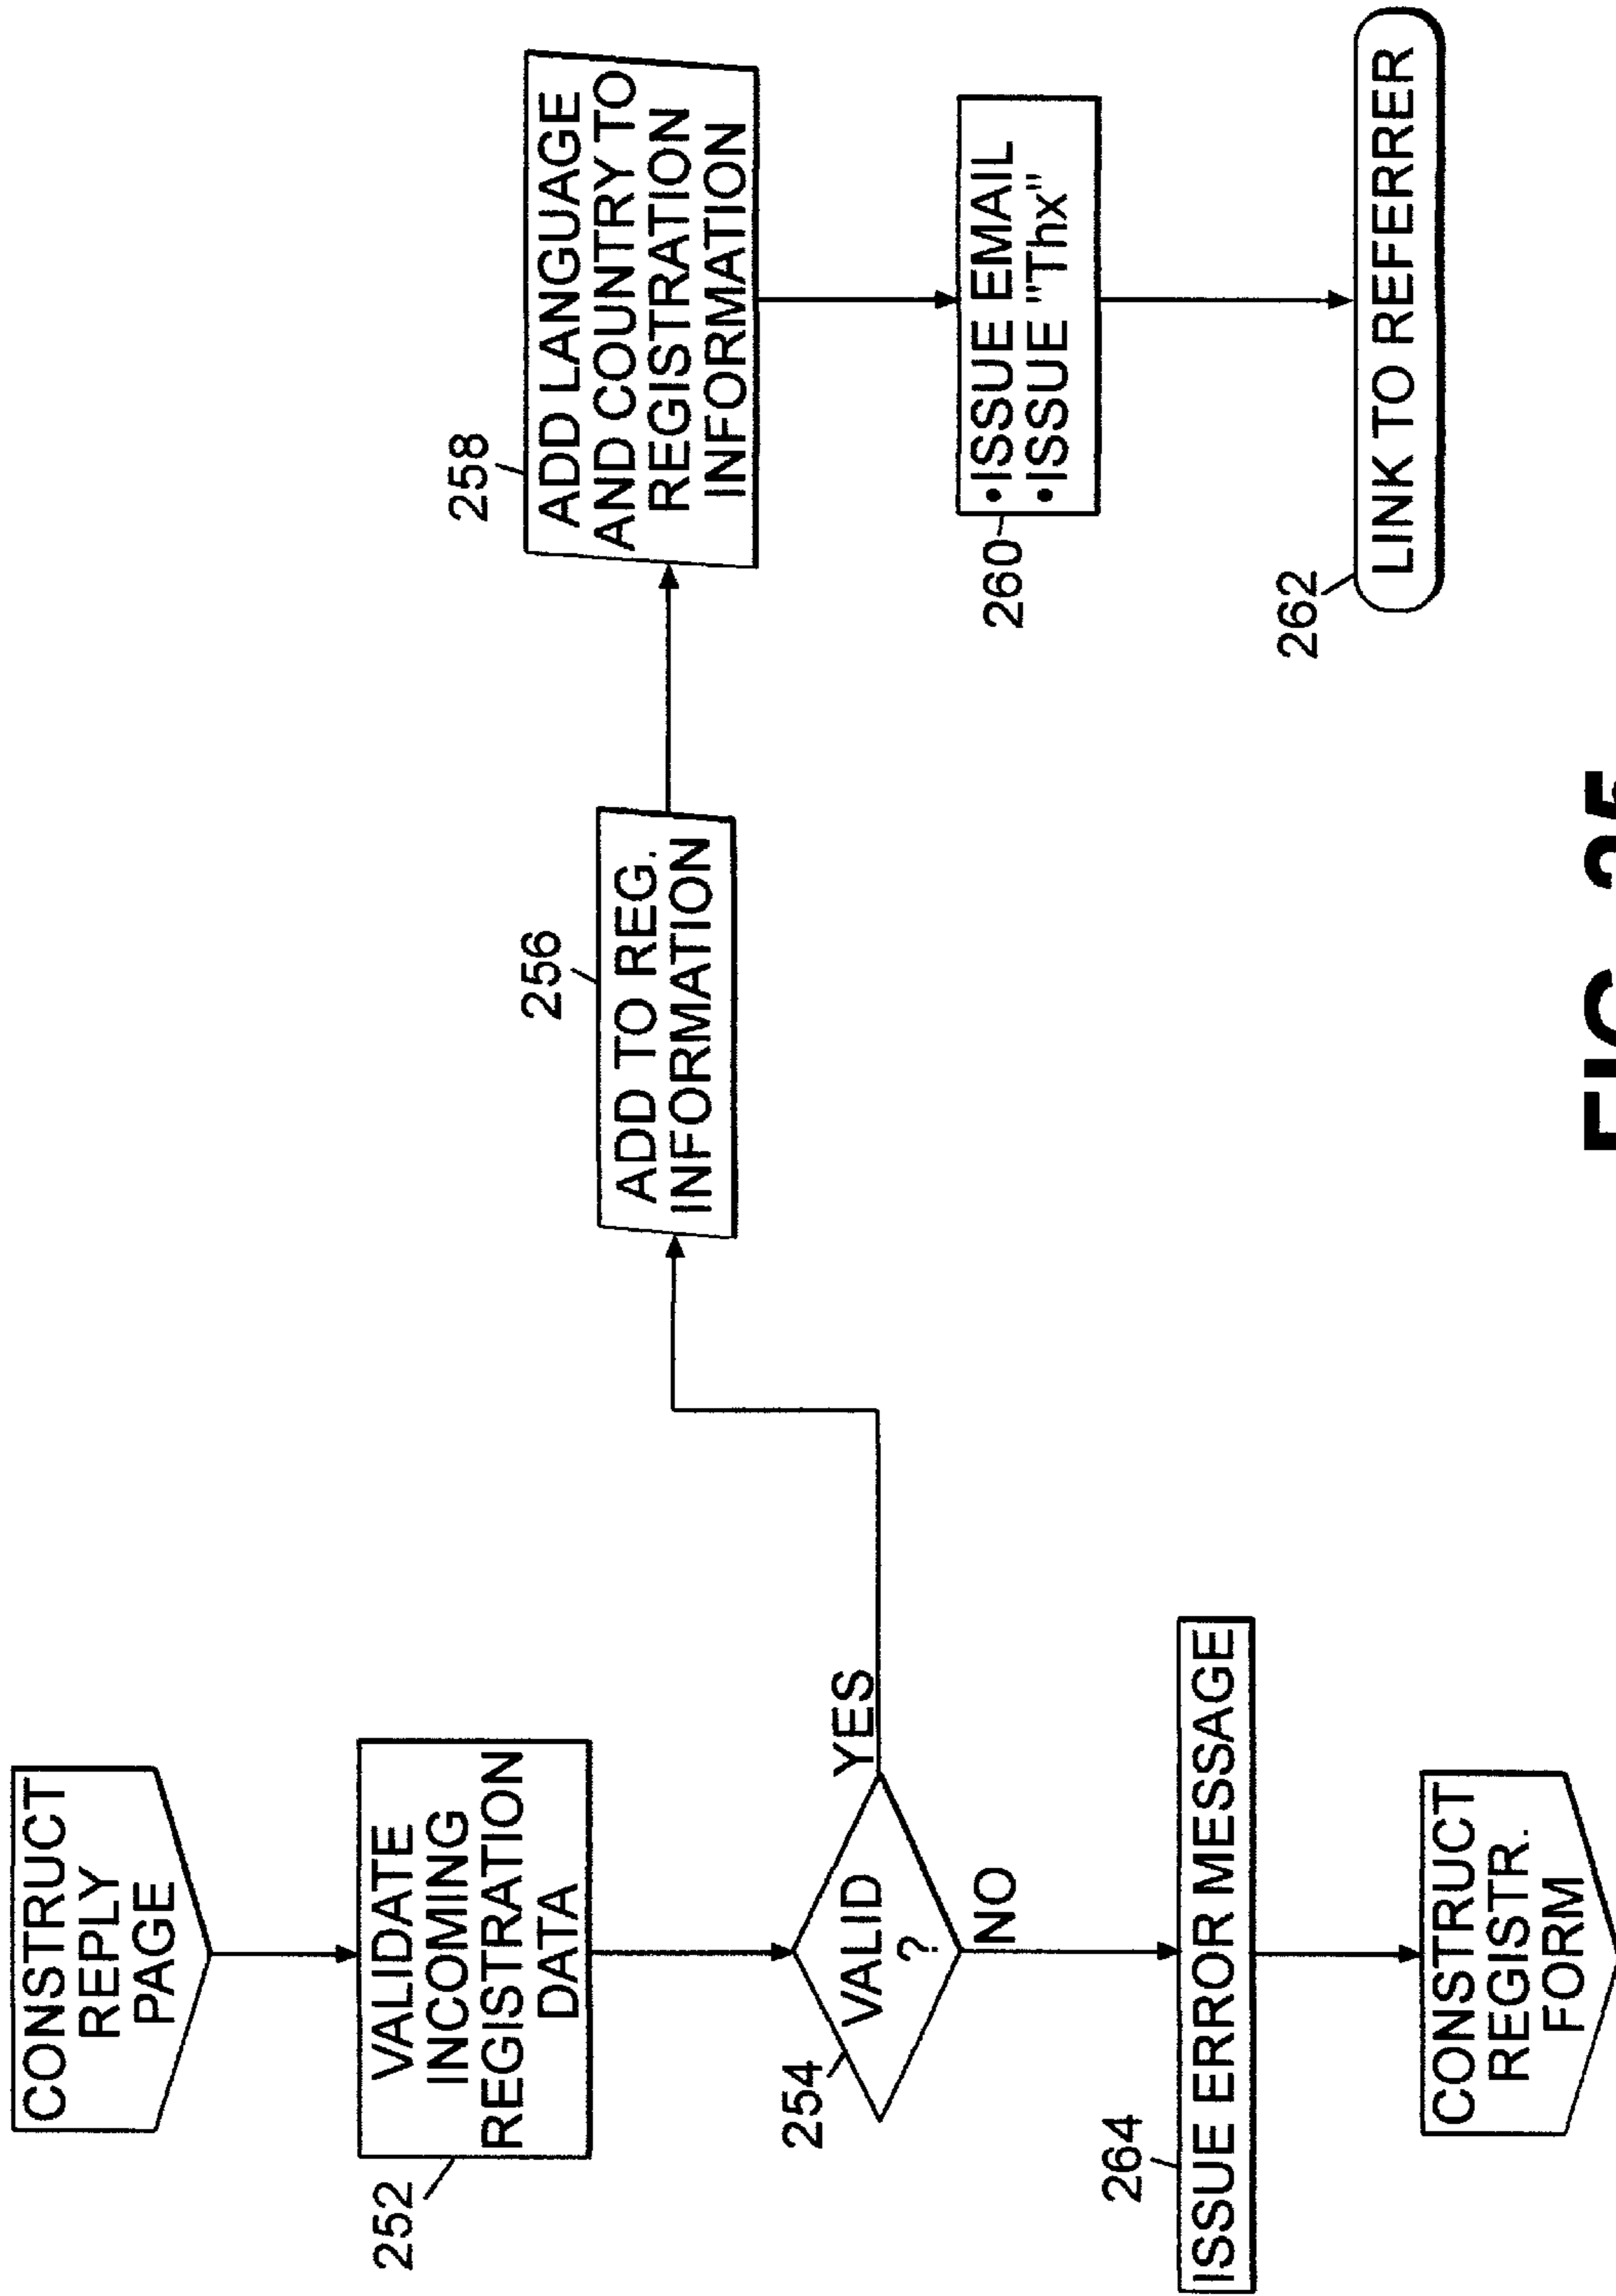 CONSTRUCT
REPLY
PAGE
252
VALIDATE
INCOMING
REGISTRATION
DATA
254
VALID
?
YES
NO
264
ISSUE ERROR MESSAGE
CONSTRUCT
REGISTR.
FORM
256
ADD TO REG.
INFORMATION
258
ADD LANGUAGE
AND COUNTRY TO
REGISTRATION
INFORMATION
260
• ISSUE EMAIL
• ISSUE "Thx"
262
LINK TO REFERRER
FIG.